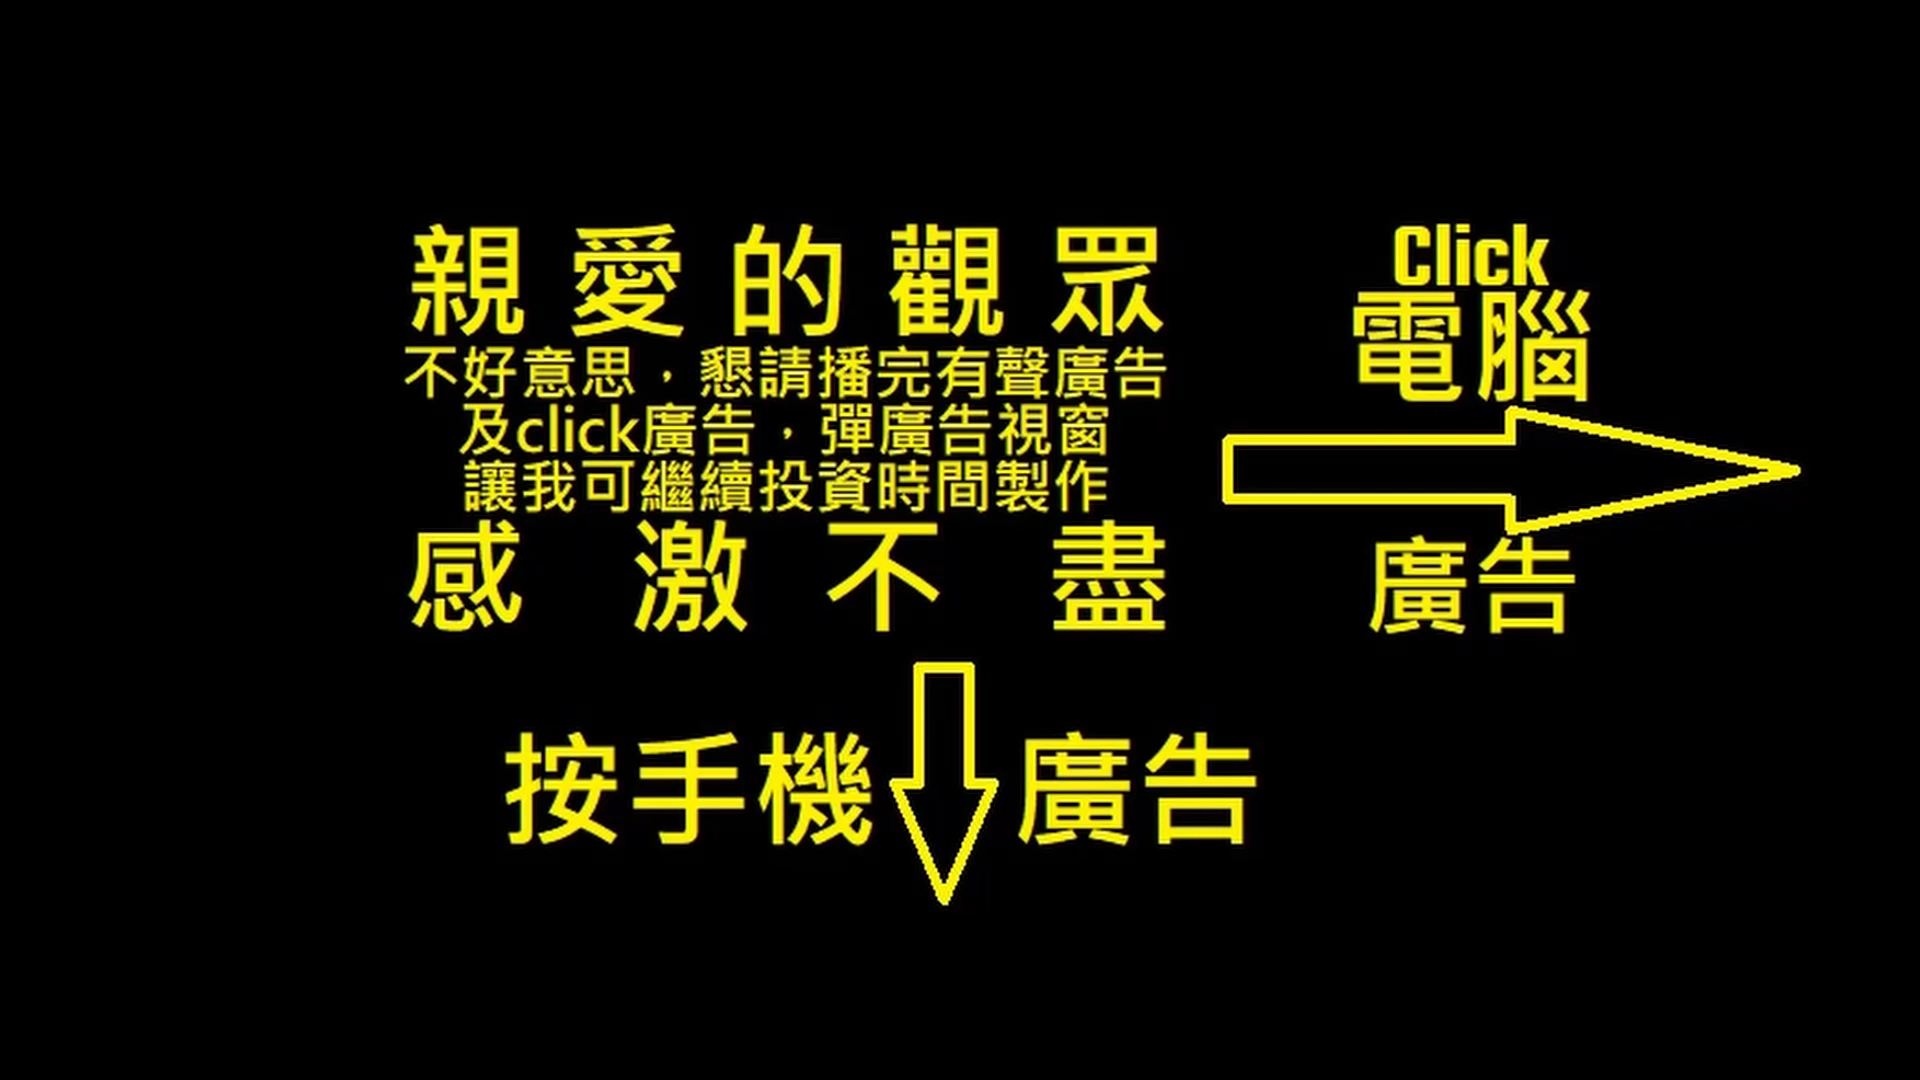 親愛的觀眾
不好意思，懇請播完有聲廣告
及click廣告，彈廣告視窗
讓我可繼續投資時間製作
感激不盡
Click
電腦
廣告
按手機廣告